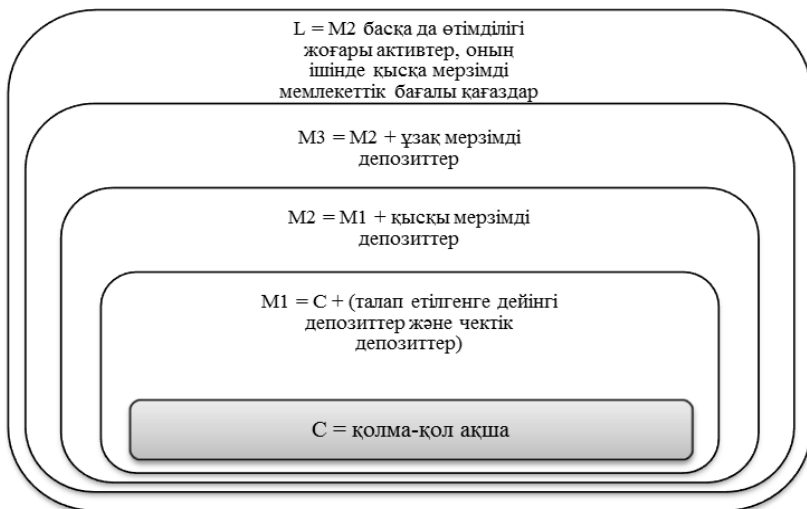 L = M2 басқа да өтімділігі
жоғары активтер, оның
ішінде қысқа мерзімді
мемлекеттік бағалы қағаздар
M3 = M2 + ұзақ мерзімді
депозиттер
M2 = M1 + қысқы мерзімді
депозиттер
M1 = C + (талап етілгенге дейінгі
депозиттер және чектік
депозиттер)
C = қолма-қол ақша